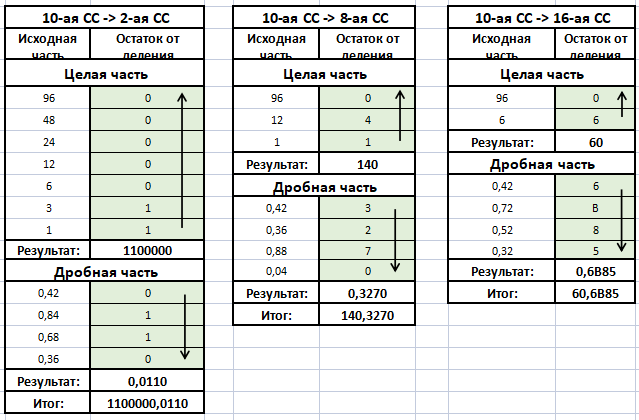 10-ая СС -> 2-ая СС
Исходная часть Остаток от деления
Целая часть
96 0
48 0
24 0
12 0
6 0
3 1
1 1
Результат: 1100000
Дробная часть
0,42 0
0,84 1
0,68 1
0,36 0
Результат: 0,0110
Итог: 1100000,0110
10-ая СС -> 8-ая СС
Исходная часть Остаток от деления
Целая часть
96 0
12 4
1 1
Результат: 140
Дробная часть
0,42 3
0,36 2
0,88 7
0,04 0
Результат: 0,3270
Итог: 140,3270
10-ая СС -> 16-ая СС
Исходная часть Остаток от деления
Целая часть
96 0
6 6
Результат: 60
Дробная часть
0,42 6
0,72 B
0,52 8
0,32 5
Результат: 0,6B85
Итог: 60,6B85